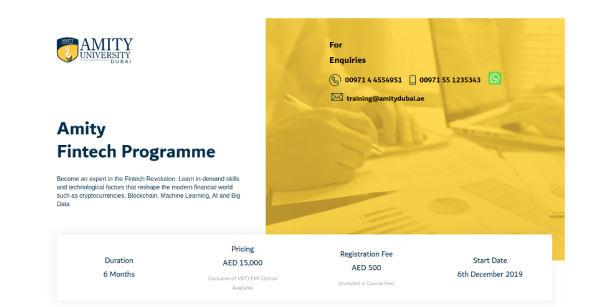 AMITY
UNIVERSITY
DUBAI
For
Enquiries
00971 4 4554951 00971 55 1235343
training@amitydubai.ae
Amity
Fintech Programme
Become an expert in the Fintech Revolution. Learn in-demand skills
and technological factors that reshape the modern financial world
such as cryptocurrencies, Blockchain, Machine Learning, AI and Big
Data
Duration
6 Months
Pricing
AED 15,000
(Inclusive of VAT) EMI Option
Available
Registration Fee
AED 500
(Included in Course Fee)
Start Date
6th December 2019